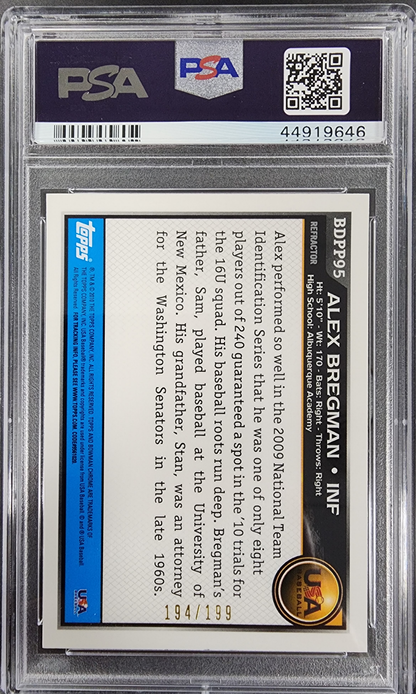 PSA
PSA
44919646
BDPP95
ALEX BREGMAN • INF
REFRACTOR
Ht: 5'10" - Wt: 170 - Bats: Right - Throws: Right
High School: Albuquerque Academy
USA
BASEBALL
Alex performed so well in the 2009 National Team
Identification Series that he was one of only eight
players out of 240 guaranteed a spot in the '10 trials for
the 16U squad. His baseball roots run deep. Bregman's
father, Sam, played baseball at the University of
New Mexico. His grandfather, Stan, was an attorney
for the Washington Senators in the late 1960s.
194/199
topps
USA